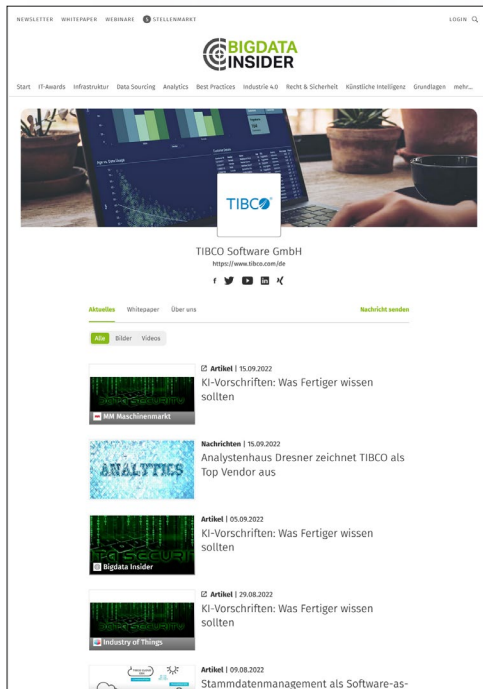 NEWSLETTER WHITEPAPER WEBINARE S STELLENMARKT LOGIN
BIGDATA
INSIDER
Start IT-Awards Infrastruktur Data Sourcing Analytics Best Practices Industrie 4.0 Recht & Sicherheit Künstliche Intelligenz Grundlagen mehr...
TIBCO
TIBCO Software GmbH
https://www.tibco.com/de
Aktuelles Whitepaper Über uns Nachricht senden
Alle Bilder Videos
Artikel | 15.09.2022
KI-Vorschriften: Was Fertiger wissen
sollten
MM Maschinenmarkt
Nachrichten | 15.09.2022
Analystenhaus Dresner zeichnet TIBCO als
Top Vendor aus
ANALYTICS
Artikel | 05.09.2022
KI-Vorschriften: Was Fertiger wissen
sollten
Bigdata Insider
Artikel | 29.08.2022
KI-Vorschriften: Was Fertiger wissen
sollten
Industry of Things
Artikel | 09.08.2022
Stammdatenmanagement als Software-as-